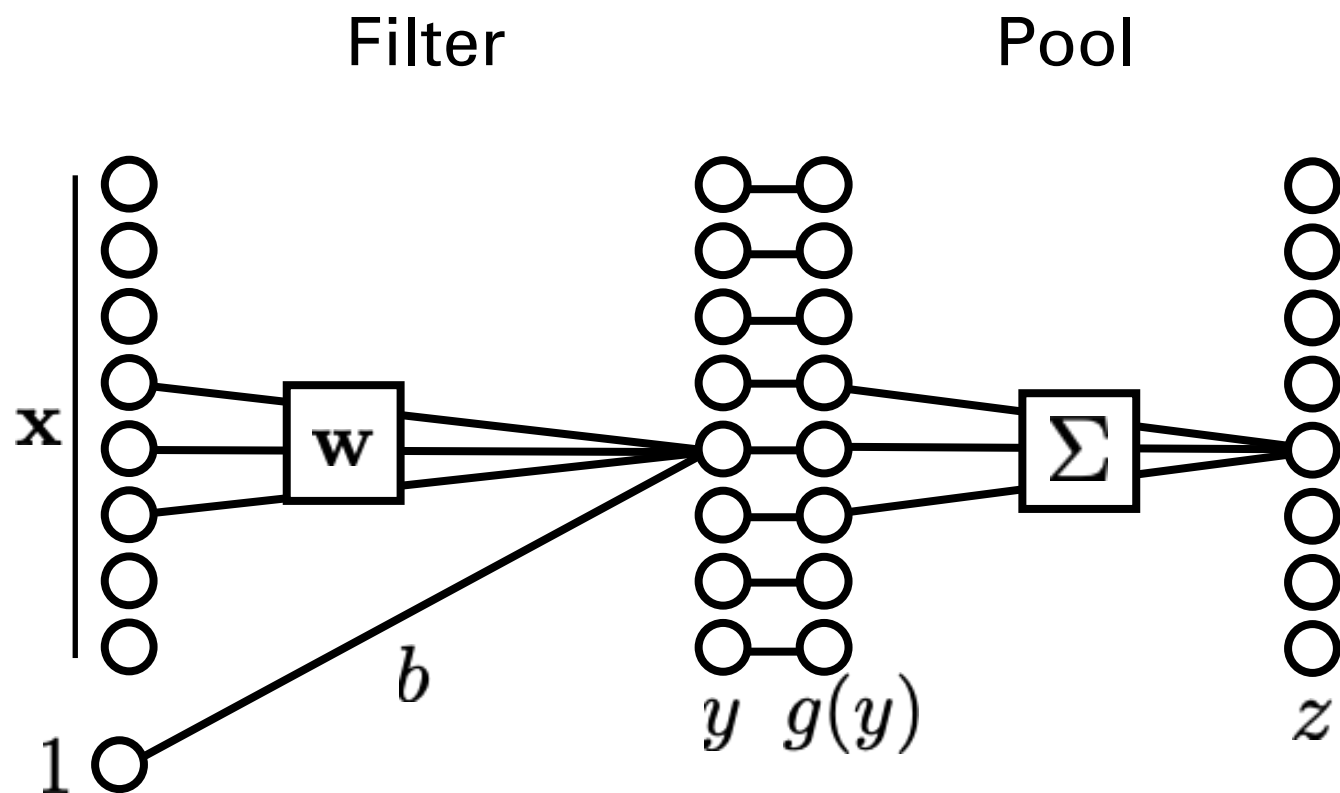 Filter Pool
x w Σ
b
y g(y) z
1